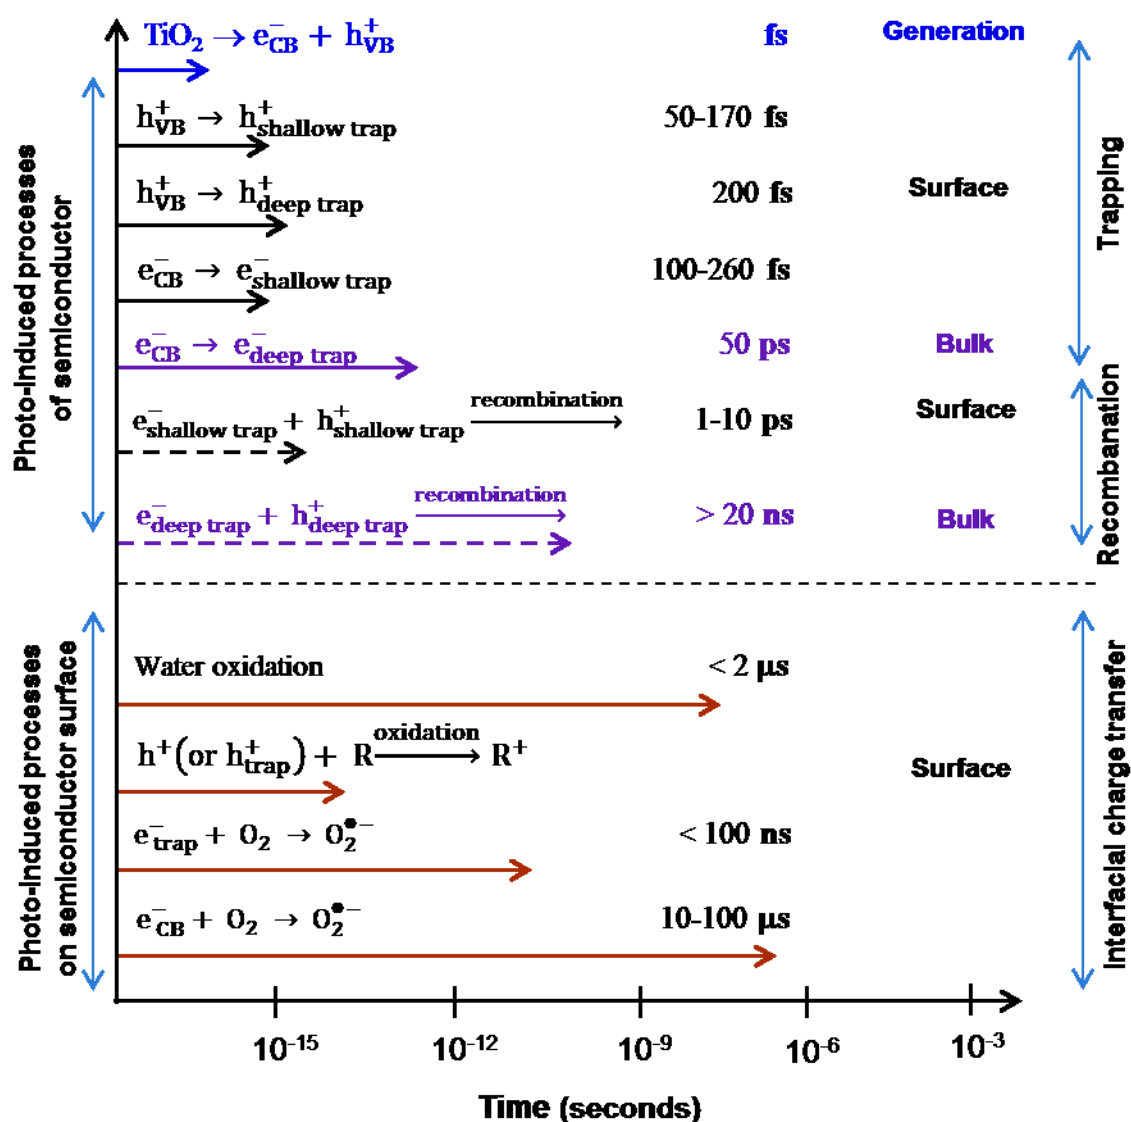 TiO₂ → e⁻CB + h⁺VB fs Generation
h⁺VB → h⁺shallow trap 50-170 fs
h⁺VB → h⁺deep trap 200 fs Surface
e⁻CB → e⁻shallow trap 100-260 fs
e⁻CB → e⁻deep trap 50 ps Bulk
recombination
e⁻shallow trap + h⁺shallow trap ⟶ 1-10 ps Surface
recombination
e⁻deep trap + h⁺deep trap ⟶ > 20 ns Bulk
Photo-Induced processes
of semiconductor
Trapping
Recombanation
Water oxidation < 2 μs
oxidation
h⁺(or h⁺trap) + R ⟶ R⁺ Surface
e⁻trap + O₂ → O₂•⁻ < 100 ns
e⁻CB + O₂ → O₂•⁻ 10-100 μs
Photo-Induced processes
on semiconductor surface
Interfacial charge transfer
10⁻¹⁵ 10⁻¹² 10⁻⁹ 10⁻⁶ 10⁻³
Time (seconds)